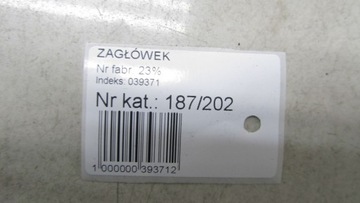 ZAGŁÓWEK
Nr fabr. 23%
Indeks: 039371
Nr kat.: 187/202
1 000000 393712